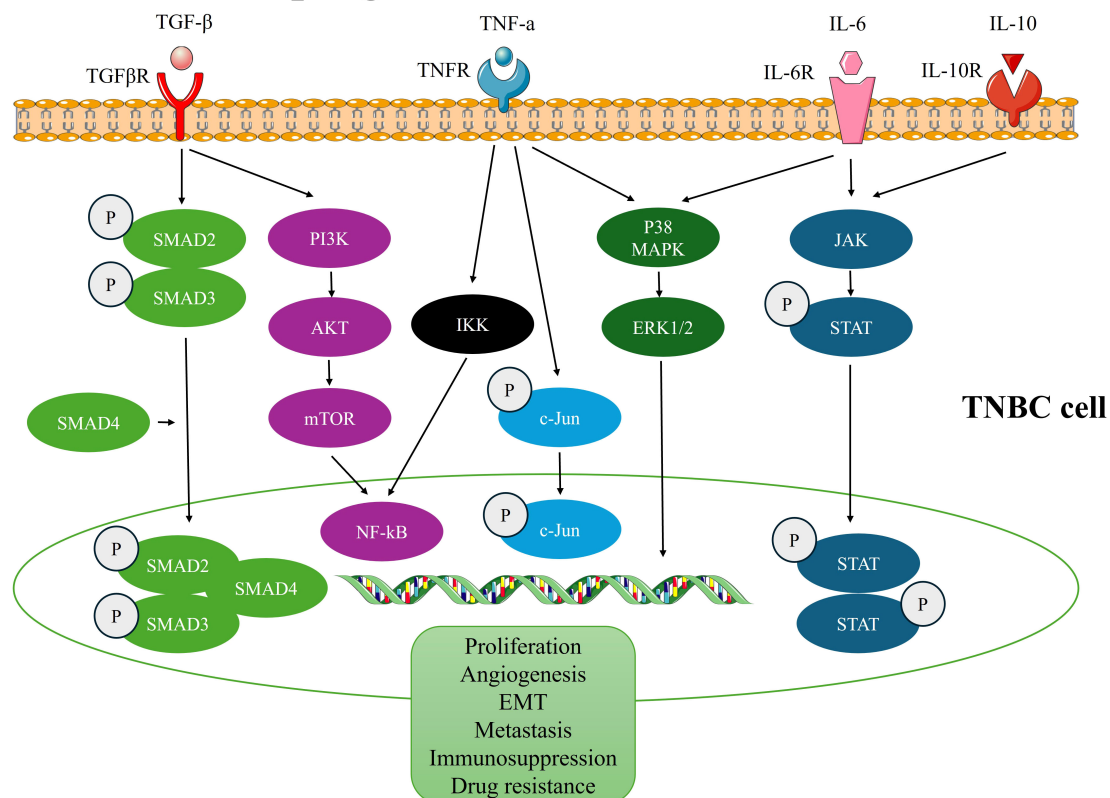 TGF-β
TNF-a
IL-6
IL-10
TGFβR
TNFR
IL-6R
IL-10R
P
SMAD2
P
SMAD3
PI3K
P38
MAPK
JAK
AKT
IKK
ERK1/2
P
STAT
SMAD4
mTOR
P
c-Jun
TNBC cell
NF-kB
P
c-Jun
P
SMAD2
SMAD4
P
SMAD3
P
STAT
STAT
P
Proliferation
Angiogenesis
EMT
Metastasis
Immunosuppression
Drug resistance